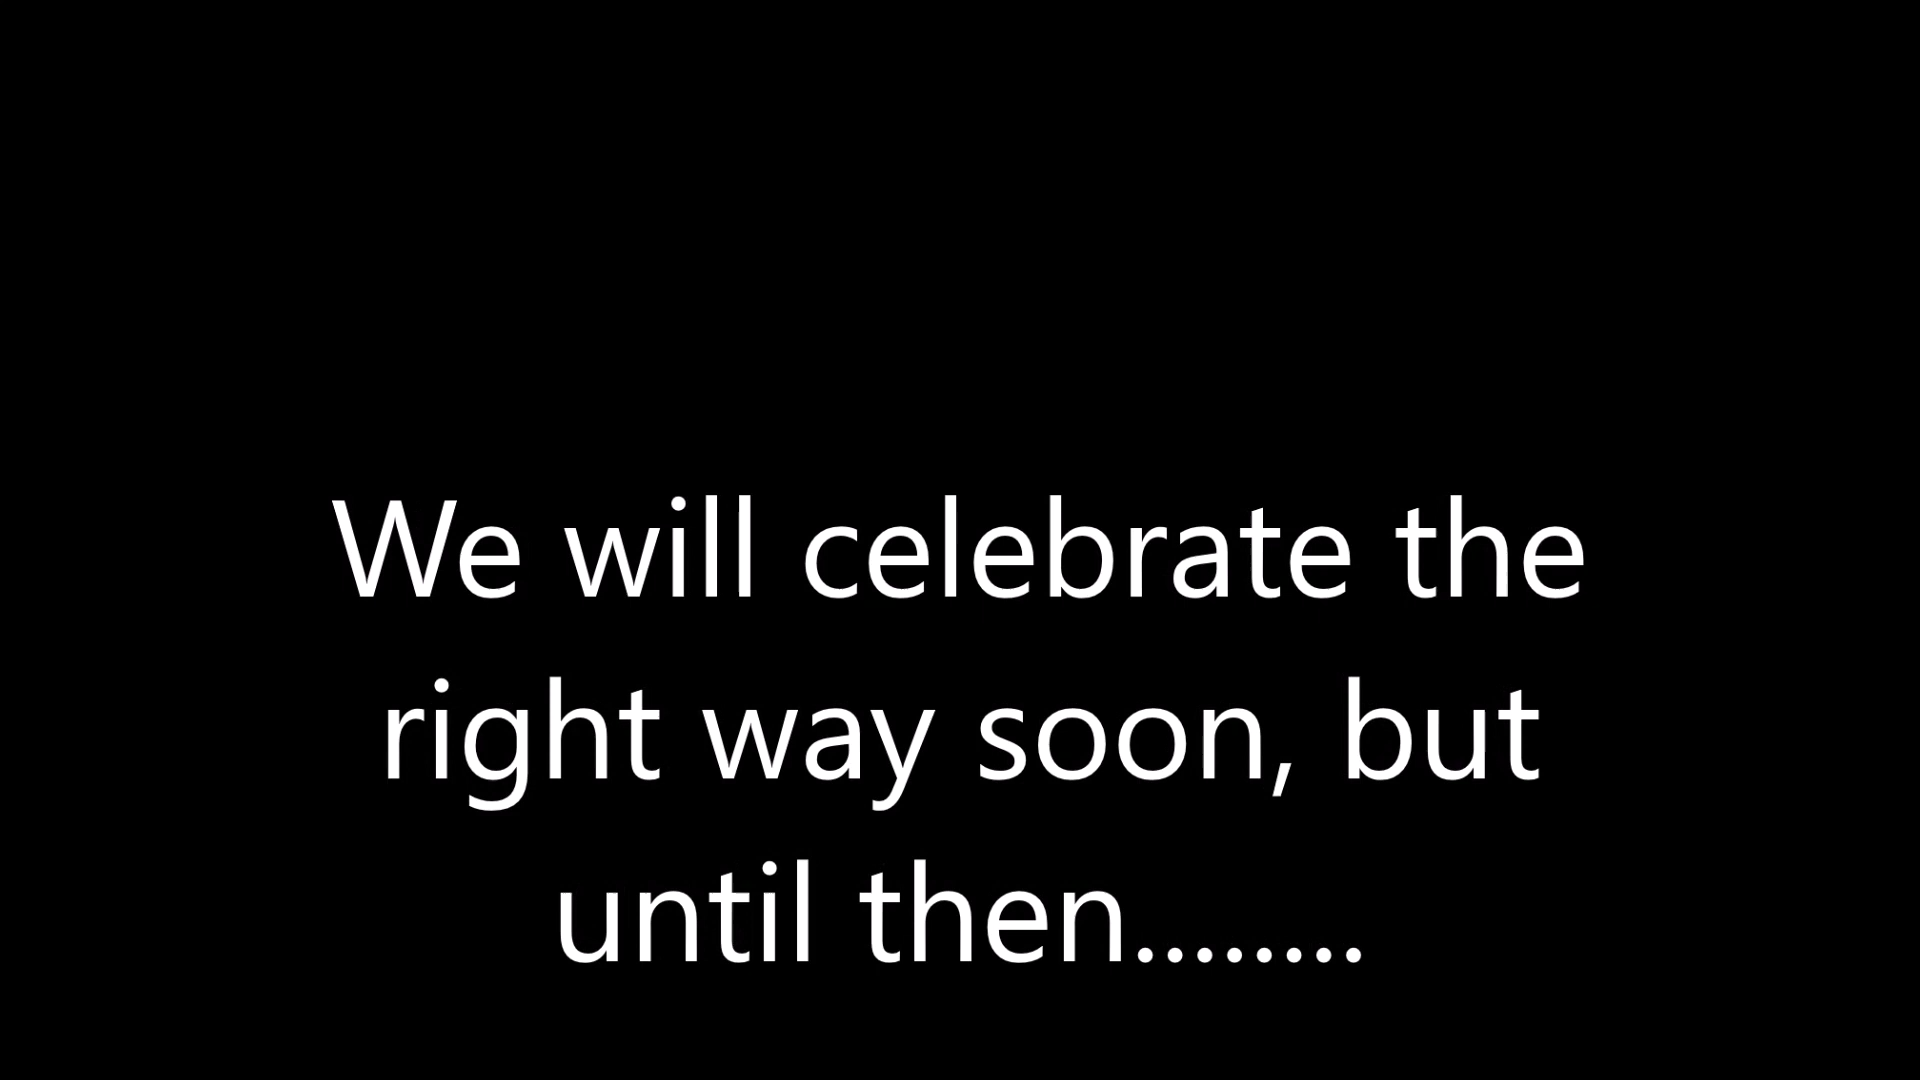 We will celebrate the
right way soon, but
until then........